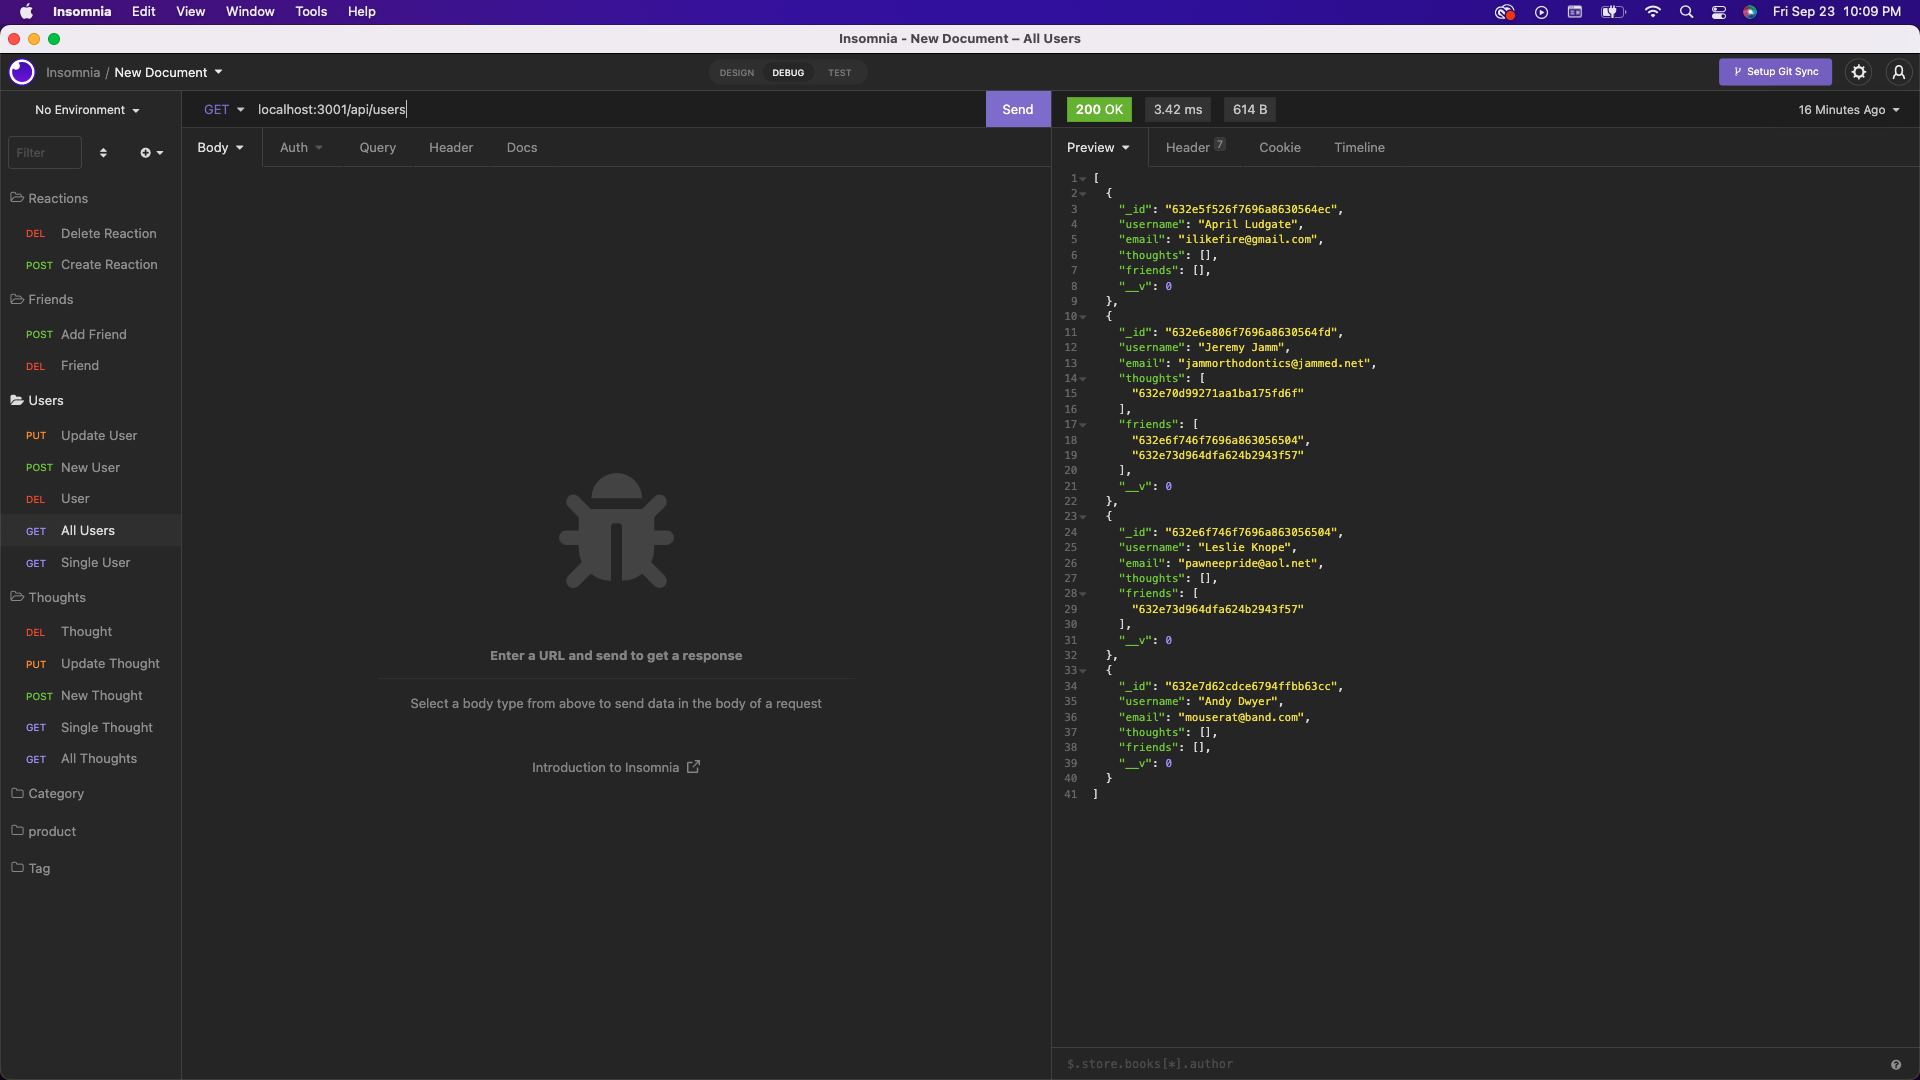 Insomnia Edit View Window Tools Help Fri Sep 23 10:09 PM
Insomnia - New Document – All Users
Insomnia / New Document DESIGN DEBUG TEST Setup Git Sync
No Environment
GET localhost:3001/api/users Send
200 OK 3.42 ms 614 B 16 Minutes Ago
Filter
Body Auth Query Header Docs
Preview Header 7 Cookie Timeline
Reactions
DEL Delete Reaction
POST Create Reaction
Friends
POST Add Friend
DEL Friend
Users
PUT Update User
POST New User
DEL User
GET All Users
GET Single User
Thoughts
DEL Thought
PUT Update Thought
POST New Thought
GET Single Thought
GET All Thoughts
Category
product
Tag
Enter a URL and send to get a response
Select a body type from above to send data in the body of a request
Introduction to Insomnia
1 [
2 {
3 "_id": "632e5f526f7696a8630564ec",
4 "username": "April Ludgate",
5 "email": "ilikefire@gmail.com",
6 "thoughts": [],
7 "friends": [],
8 "__v": 0
9 },
10 {
11 "_id": "632e6e806f7696a8630564fd",
12 "username": "Jeremy Jamm",
13 "email": "jammorthodontics@jammed.net",
14 "thoughts": [
15 "632e70d99271aa1ba175fd6f"
16 ],
17 "friends": [
18 "632e6f746f7696a863056504",
19 "632e73d964dfa624b2943f57"
20 ],
21 "__v": 0
22 },
23 {
24 "_id": "632e6f746f7696a863056504",
25 "username": "Leslie Knope",
26 "email": "pawneepride@aol.net",
27 "thoughts": [],
28 "friends": [
29 "632e73d964dfa624b2943f57"
30 ],
31 "__v": 0
32 },
33 {
34 "_id": "632e7d62cdce6794ffbb63cc",
35 "username": "Andy Dwyer",
36 "email": "mouserat@band.com",
37 "thoughts": [],
38 "friends": [],
39 "__v": 0
40 }
41 ]
$.store.books[*].author